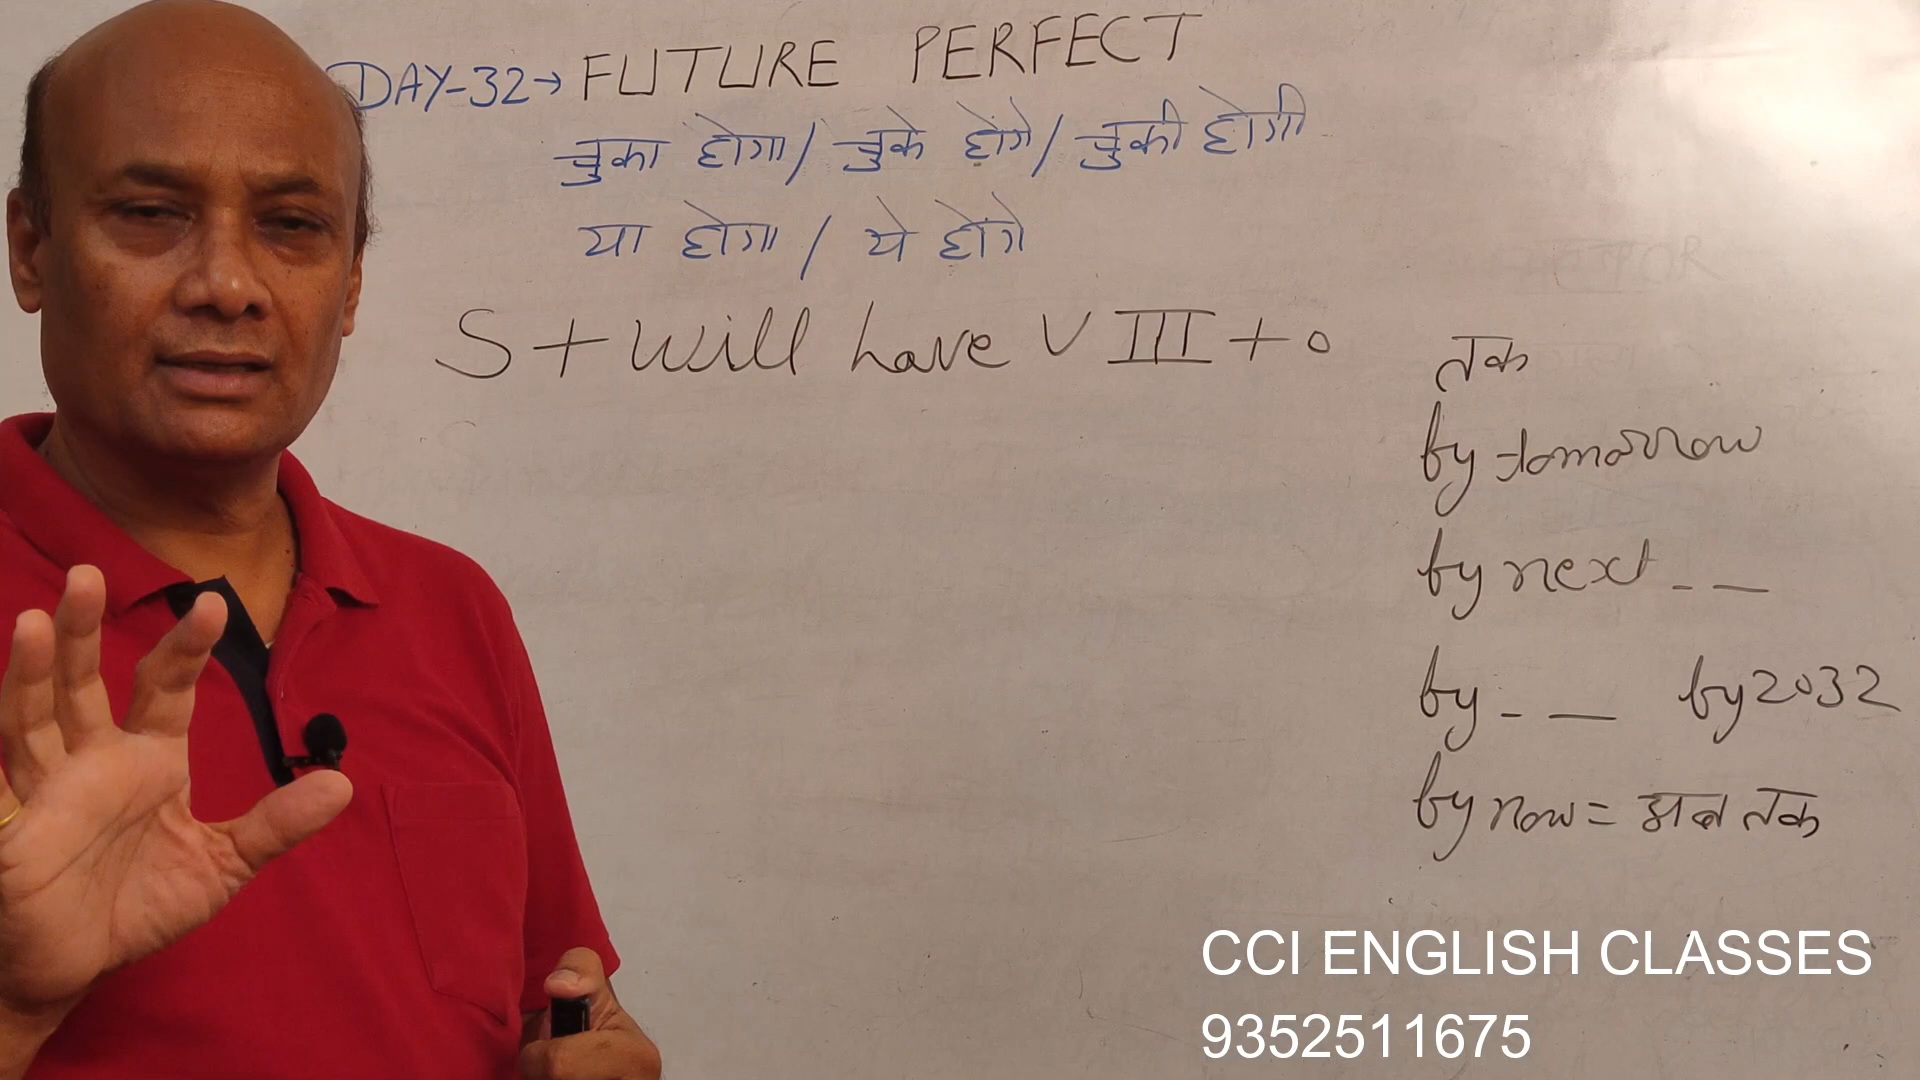 DAY-32→ FUTURE PERFECT
चुका होगा / चुके होंगे / चुकी होगी
या होगा / ये होंगे
S + will have V III + o
तक
by tomorrow
by next - —
by - — by 2032
by now = अब तक
CCI ENGLISH CLASSES
9352511675